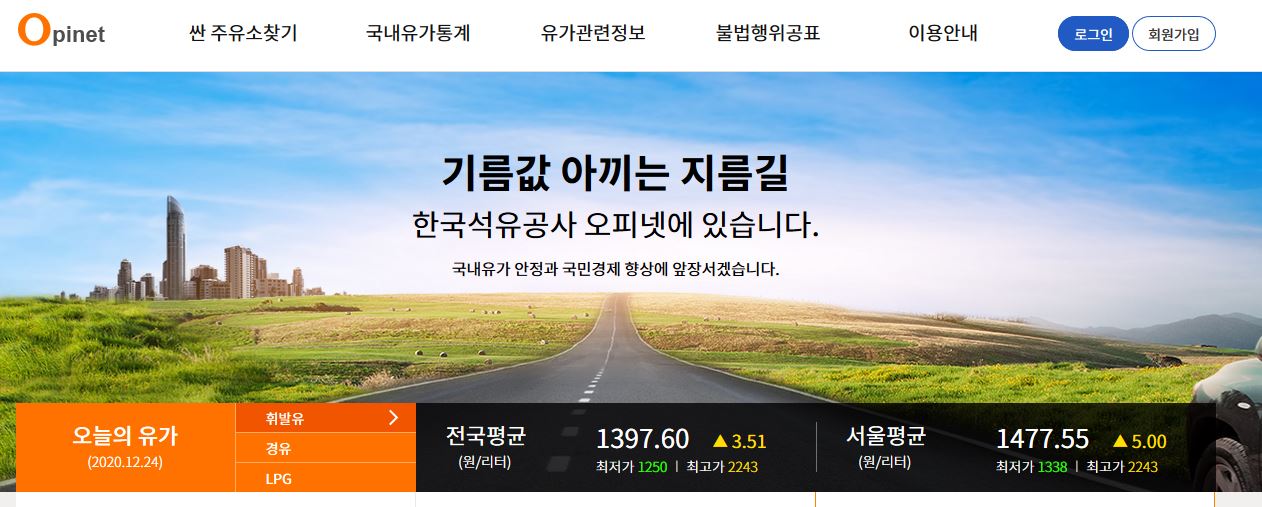 Opinet
싼 주유소찾기
국내유가통계
유가관련정보
불법행위공표
이용안내
로그인
회원가입
기름값 아끼는 지름길
한국석유공사 오피넷에 있습니다.
국내유가 안정과 국민경제 향상에 앞장서겠습니다.
오늘의 유가
(2020.12.24)
휘발유
경유
LPG
전국평균
(원/리터)
1397.60 ▲ 3.51
최저가 1250 | 최고가 2243
서울평균
(원/리터)
1477.55 ▲ 5.00
최저가 1338 | 최고가 2243